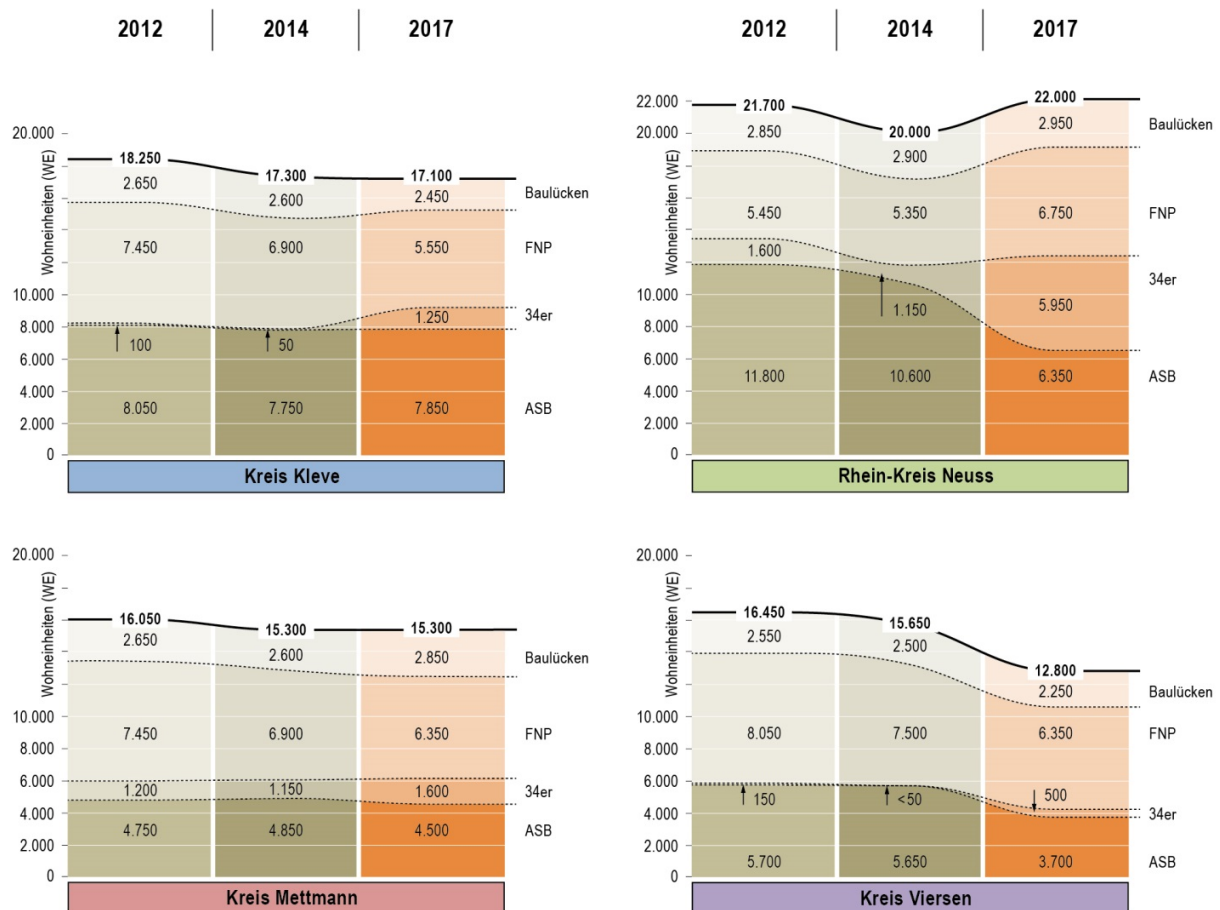 2012 2014 2017
20.000
10.000
8.000
6.000
4.000
2.000
0
Wohneinheiten (WE)
18.250 17.300 17.100
2.650 2.600 2.450 Baulücken
7.450 6.900 5.550 FNP
100 50 1.250 34er
8.050 7.750 7.850 ASB
Kreis Kleve
2012 2014 2017
22.000
20.000
10.000
8.000
6.000
4.000
2.000
0
Wohneinheiten (WE)
21.700 20.000 22.000
2.850 2.900 2.950 Baulücken
5.450 5.350 6.750 FNP
1.600 1.150 5.950 34er
11.800 10.600 6.350 ASB
Rhein-Kreis Neuss
20.000
10.000
8.000
6.000
4.000
2.000
0
Wohneinheiten (WE)
16.050 15.300 15.300
2.650 2.600 2.850 Baulücken
7.450 6.900 6.350 FNP
1.200 1.150 1.600 34er
4.750 4.850 4.500 ASB
Kreis Mettmann
20.000
10.000
8.000
6.000
4.000
2.000
0
Wohneinheiten (WE)
16.450 15.650 12.800
2.550 2.500 2.250 Baulücken
8.050 7.500 6.350 FNP
150 <50 500 34er
5.700 5.650 3.700 ASB
Kreis Viersen